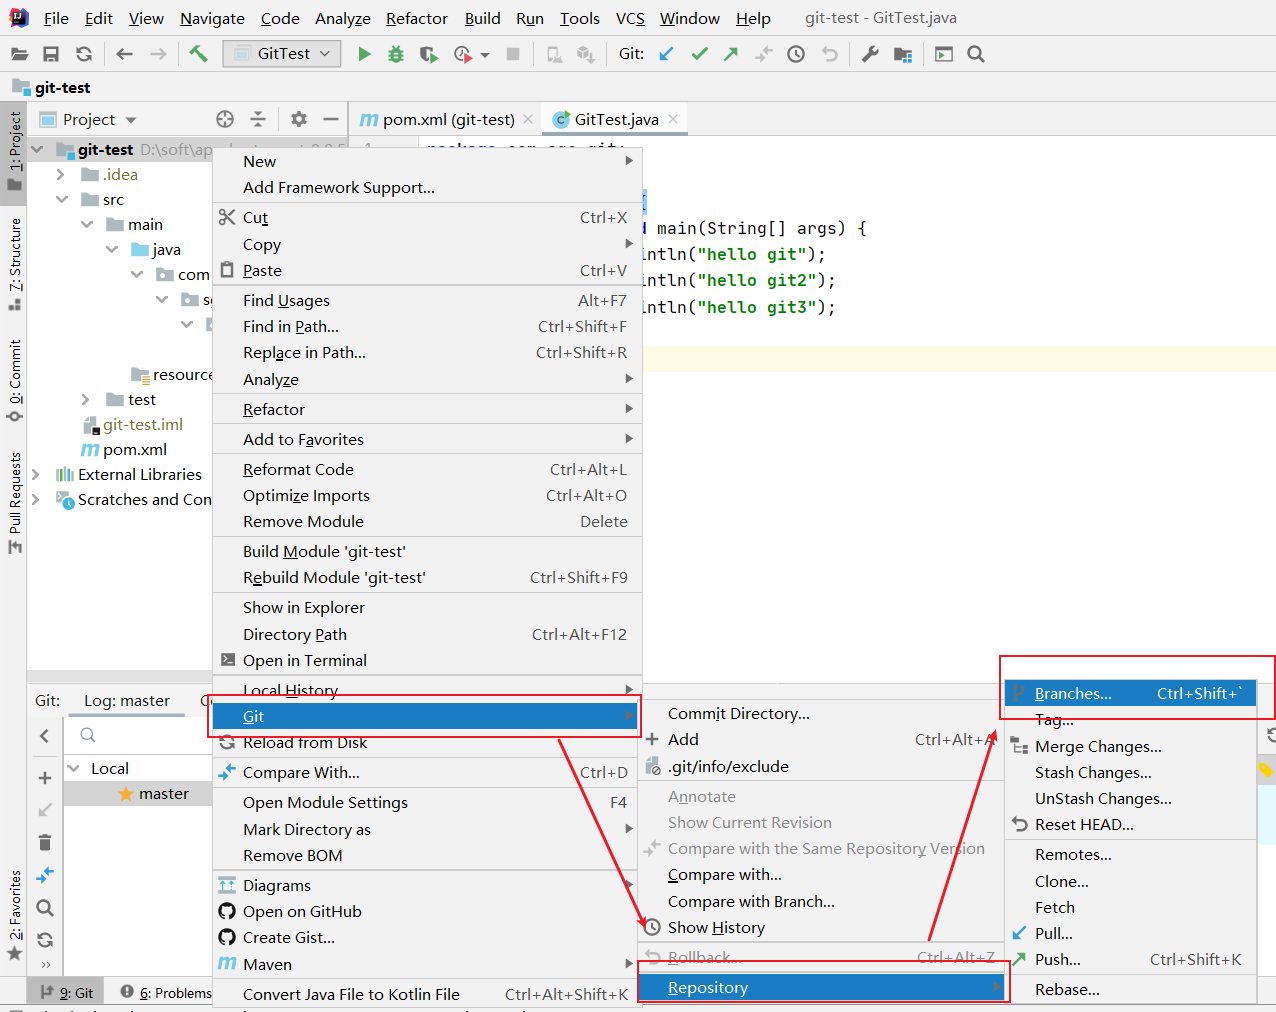 File Edit View Navigate Code Analyze Refactor Build Run Tools VCS Window Help git-test - GitTest.java
GitTest Git:
git-test
Project
pom.xml (git-test) GitTest.java
1: Project
Z: Structure
0: Commit
Pull Requests
2: Favorites
git-test D:\soft\ap
.idea
src
main
java
com
resource
test
git-test.iml
pom.xml
External Libraries
Scratches and Con
1
main(String[] args) {
intln("hello git");
intln("hello git2");
intln("hello git3");
New
Add Framework Support...
Cut Ctrl+X
Copy
Paste Ctrl+V
Find Usages Alt+F7
Find in Path... Ctrl+Shift+F
Replace in Path... Ctrl+Shift+R
Analyze
Refactor
Add to Favorites
Reformat Code Ctrl+Alt+L
Optimize Imports Ctrl+Alt+O
Remove Module Delete
Build Module 'git-test'
Rebuild Module 'git-test' Ctrl+Shift+F9
Show in Explorer
Directory Path Ctrl+Alt+F12
Open in Terminal
Local History
Git
Reload from Disk
Compare With... Ctrl+D
Open Module Settings F4
Mark Directory as
Remove BOM
Diagrams
Open on GitHub
Create Gist...
Maven
Convert Java File to Kotlin File Ctrl+Alt+Shift+K
Commit Directory...
Add Ctrl+Alt+A
.git/info/exclude
Annotate
Show Current Revision
Compare with the Same Repository Version
Compare with...
Compare with Branch...
Show History
Rollback... Ctrl+Alt+Z
Repository
Branches... Ctrl+Shift+`
Tag...
Merge Changes...
Stash Changes...
UnStash Changes...
Reset HEAD...
Remotes...
Clone...
Fetch
Pull...
Push... Ctrl+Shift+K
Rebase...
Git: Log: master
Local
master
9: Git 6: Problems